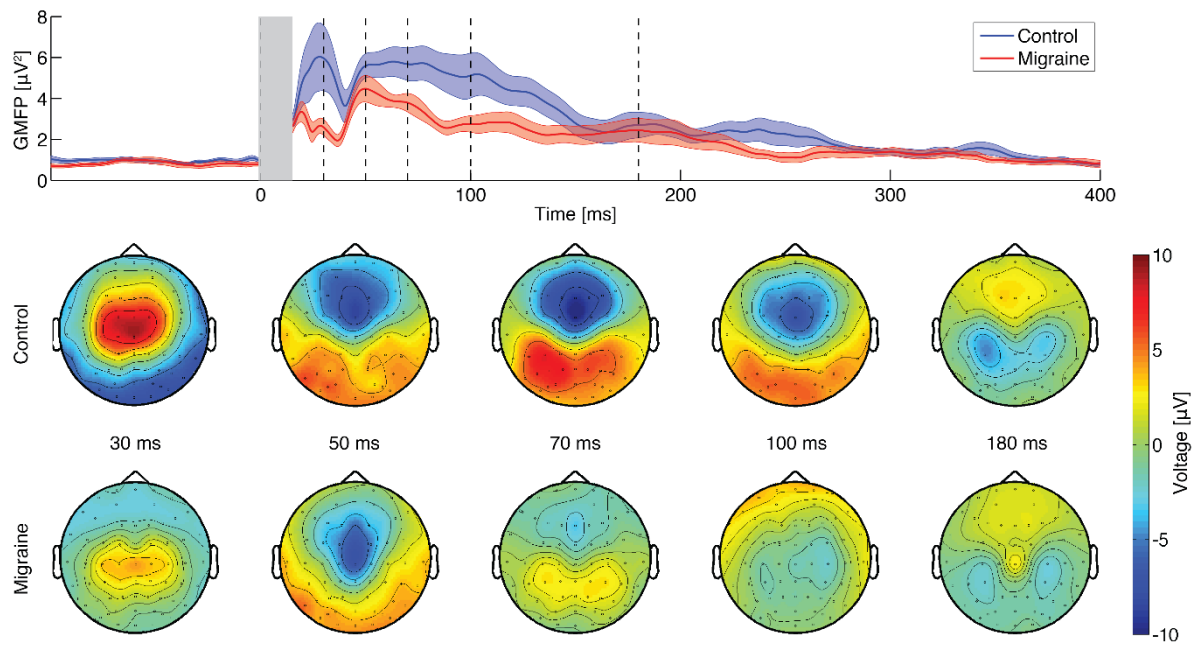 8
6
4
2
0
GMFP [µV²]
Control
Migraine
0
100
200
300
400
Time [ms]
Control
30 ms
50 ms
70 ms
100 ms
180 ms
Migraine
10
5
0
-5
-10
Voltage [µV]